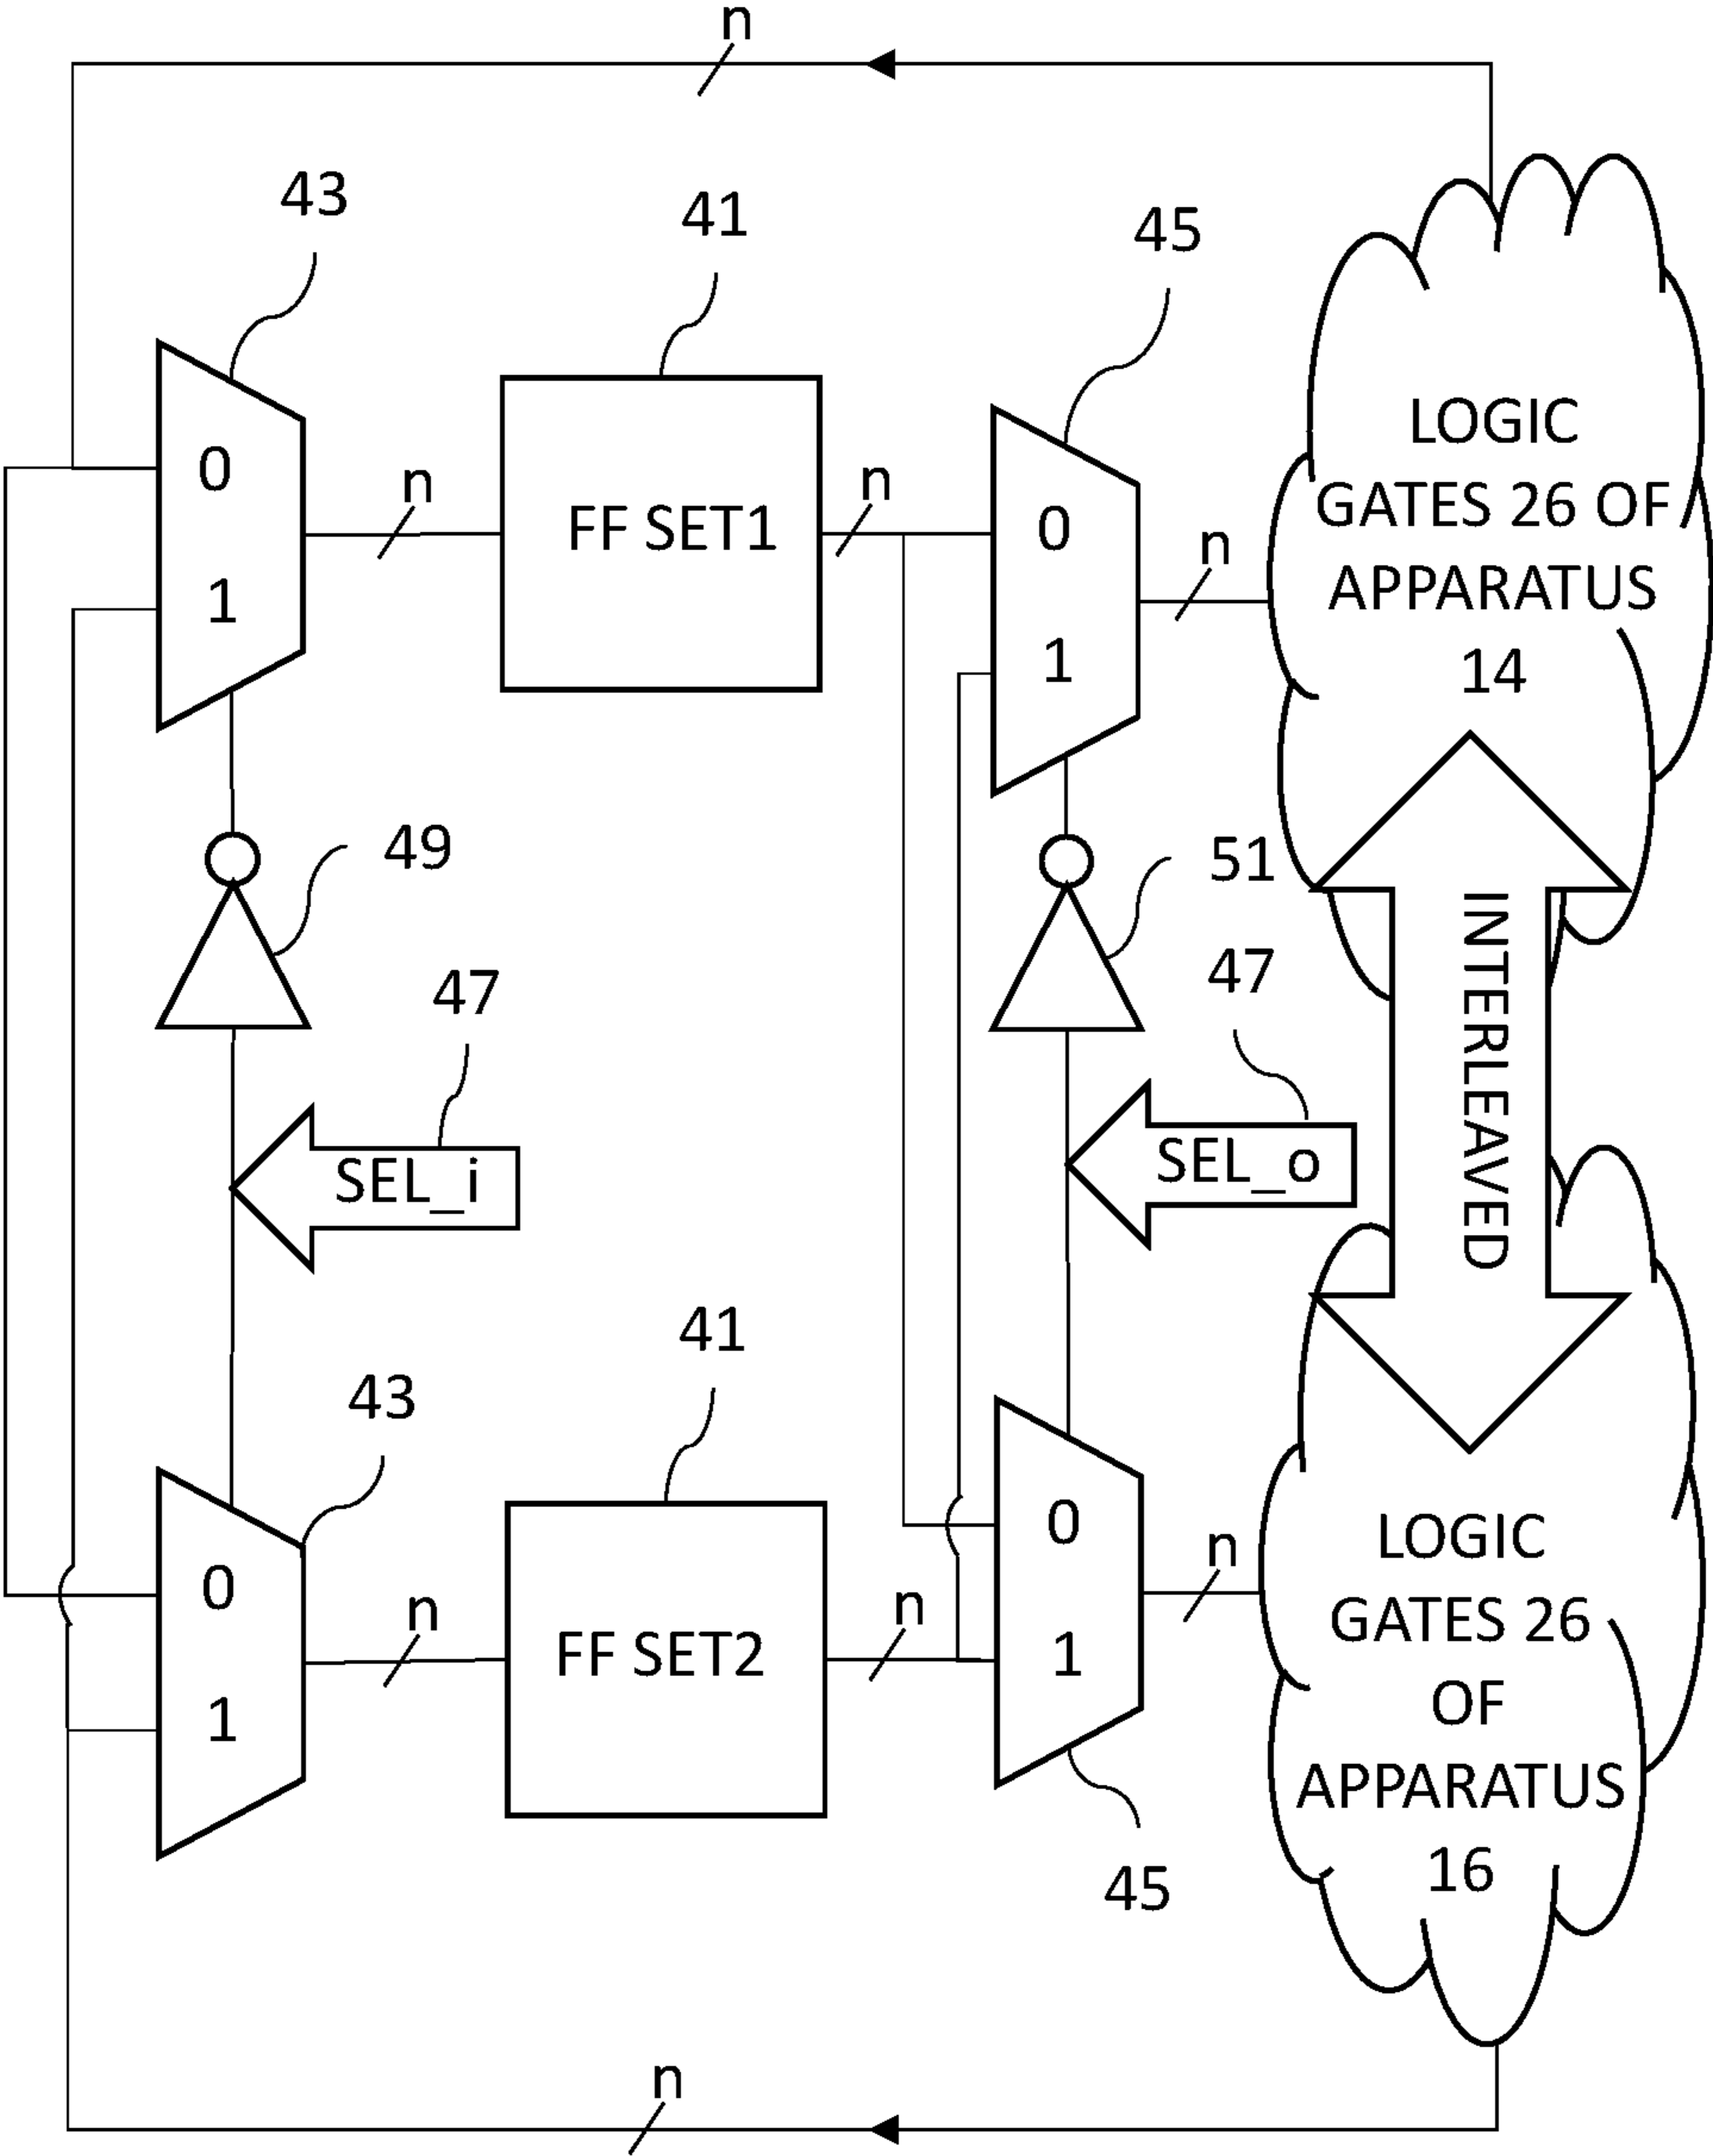 n
43
41
45
0
1
n
FF SET1
n
0
1
n
LOGIC
GATES 26 OF
APPARATUS
14
49
51
47
SEL_i
47
SEL_o
INTERLEAVED
43
41
0
1
n
FF SET2
n
0
1
n
45
LOGIC
GATES 26
OF
APPARATUS
16
n